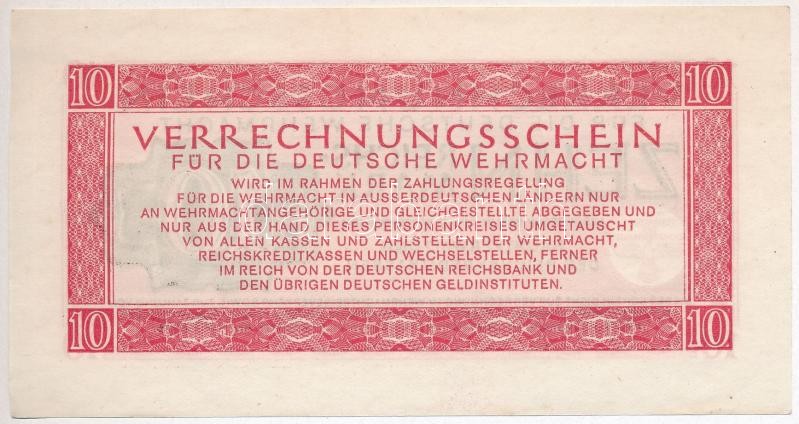 10 10
VERRECHNUNGSSCHEIN
FÜR DIE DEUTSCHE WEHRMACHT
WIRD IM RAHMEN DER ZAHLUNGSREGELUNG
FÜR DIE WEHRMACHT IN AUSSERDEUTSCHEN LÄNDERN NUR
AN WEHRMACHTANGEHÖRIGE UND GLEICHGESTELLTE ABGEGEBEN UND
NUR AUS DER HAND DIESES PERSONENKREISES UMGETAUSCHT
VON ALLEN KASSEN UND ZAHLSTELLEN DER WEHRMACHT,
REICHSKREDITKASSEN UND WECHSELSTELLEN, FERNER
IM REICH VON DER DEUTSCHEN REICHSBANK UND
DEN ÜBRIGEN DEUTSCHEN GELDINSTITUTEN.
10 10